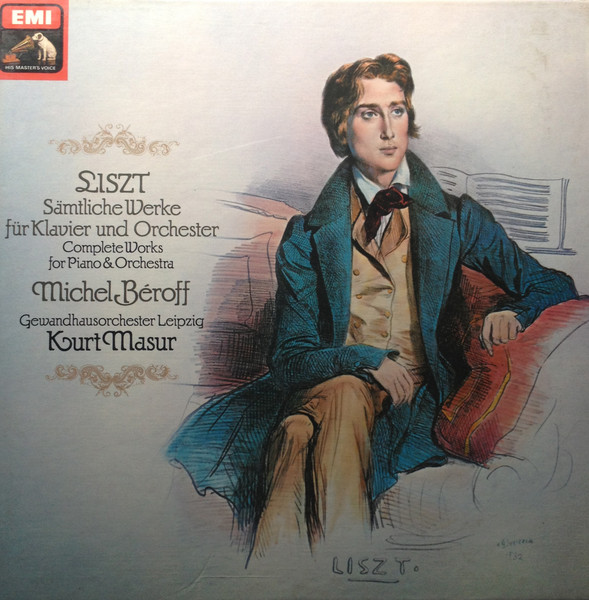 EMI
HIS MASTER'S VOICE
LISZT
Sämtliche Werke
für Klavier und Orchester
Complete Works
for Piano & Orchestra
Michel Béroff
Gewandhausorchester Leipzig
Kurt Masur
LISZT.